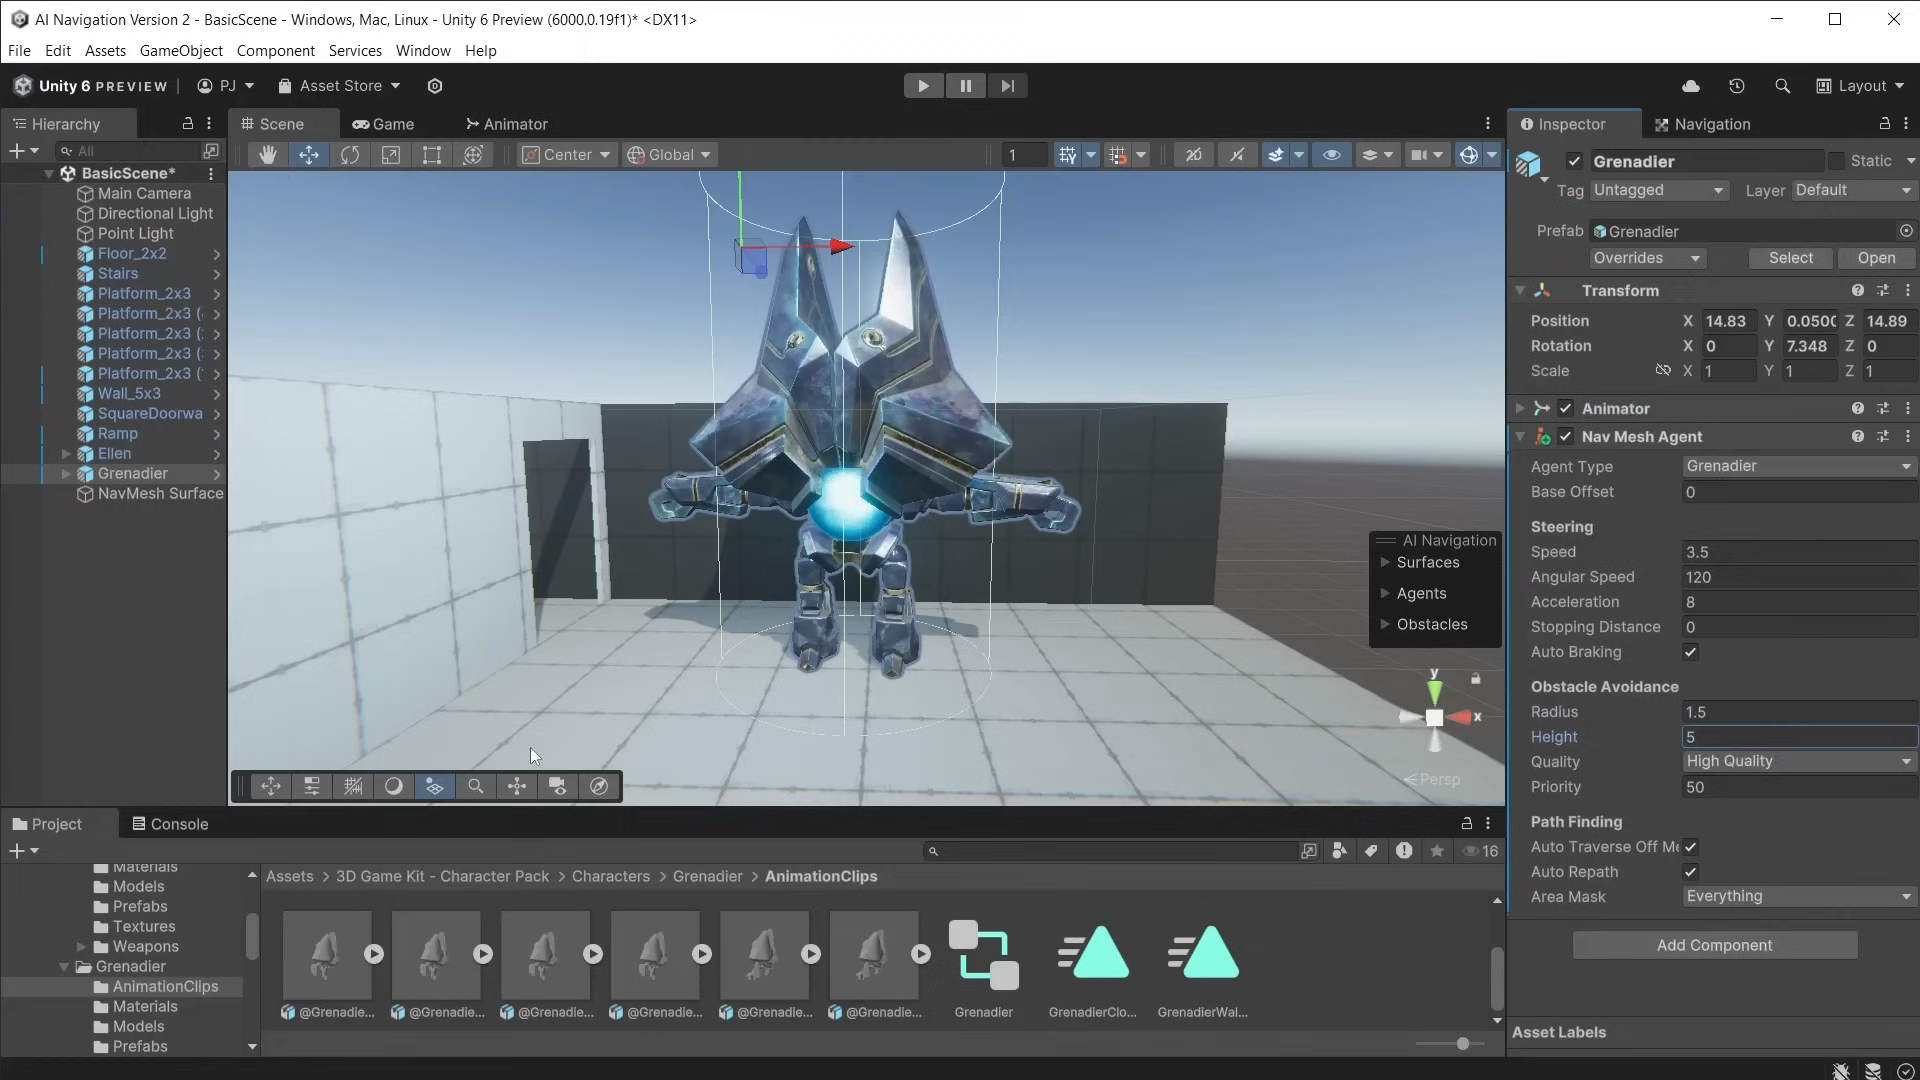 AI Navigation Version 2 - BasicScene - Windows, Mac, Linux - Unity 6 Preview (6000.0.19f1)* <DX11>
File Edit Assets GameObject Component Services Window Help
Unity 6 PREVIEW PJ Asset Store Layout
Hierarchy
All
BasicScene*
Main Camera
Directional Light
Point Light
Floor_2x2
Stairs
Platform_2x3
Platform_2x3 (
Platform_2x3 (
Platform_2x3 (
Platform_2x3 (
Wall_5x3
SquareDoorwa
Ramp
Ellen
Grenadier
NavMesh Surface
Scene Game Animator
Center Global 1 2D
AI Navigation
Surfaces
Agents
Obstacles
y
x
Persp
Inspector Navigation
Grenadier Static
Tag Untagged Layer Default
Prefab Grenadier
Overrides Select Open
Transform
Position X 14.83 Y 0.0500 Z 14.89
Rotation X 0 Y 7.348 Z 0
Scale X 1 Y 1 Z 1
Animator
Nav Mesh Agent
Agent Type Grenadier
Base Offset 0
Steering
Speed 3.5
Angular Speed 120
Acceleration 8
Stopping Distance 0
Auto Braking
Obstacle Avoidance
Radius 1.5
Height 5
Quality High Quality
Priority 50
Path Finding
Auto Traverse Off Me
Auto Repath
Area Mask Everything
Add Component
Asset Labels
Project Console
16
Materials
Models
Prefabs
Textures
Weapons
Grenadier
AnimationClips
Materials
Models
Prefabs
Assets > 3D Game Kit - Character Pack > Characters > Grenadier > AnimationClips
@Grenadie... @Grenadie... @Grenadie... @Grenadie... @Grenadie... @Grenadie... Grenadier GrenadierClo... GrenadierWal...